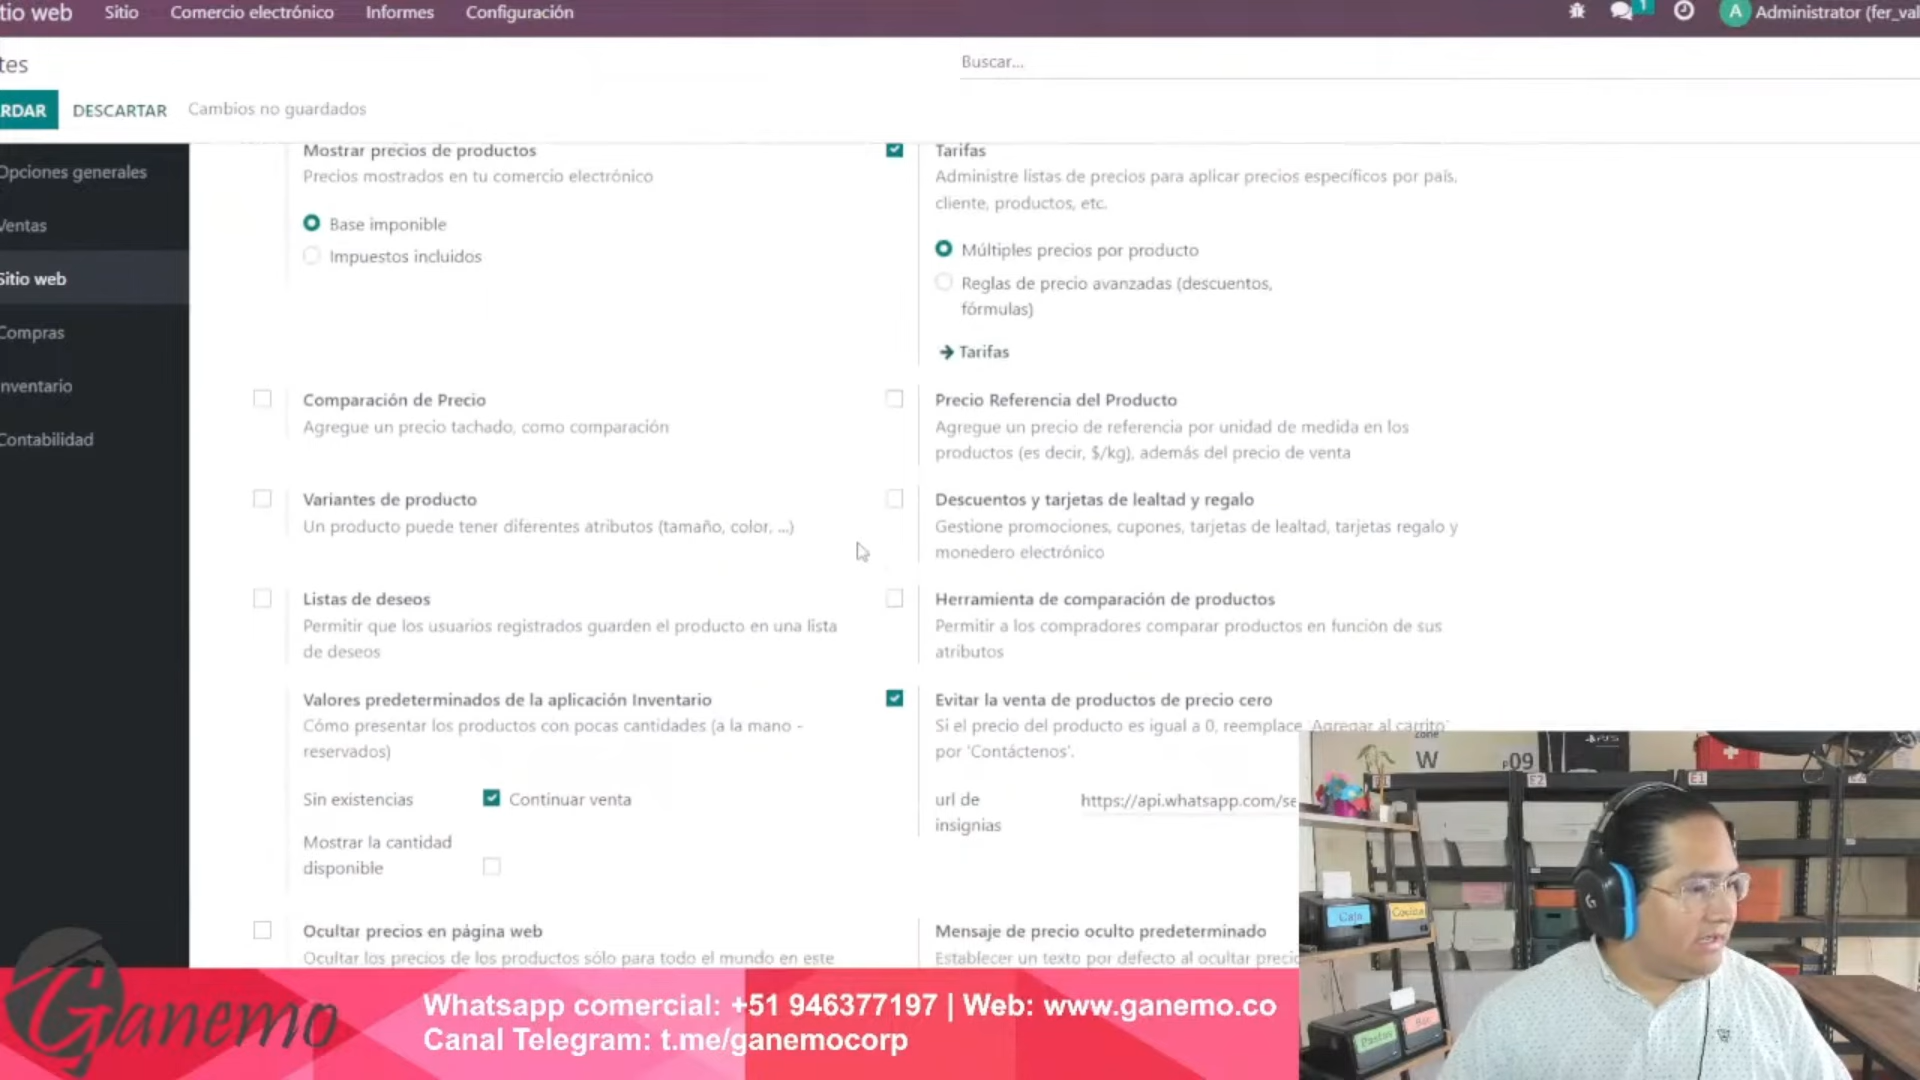 tio web Sitio Comercio electrónico Informes Configuración 1 A Administrator (fer_val
tes
Buscar...
RDAR DESCARTAR Cambios no guardados
Opciones generales
Ventas
Sitio web
Compras
Inventario
Contabilidad
Mostrar precios de productos
Precios mostrados en tu comercio electrónico
Base imponible
Impuestos incluidos
Tarifas
Administre listas de precios para aplicar precios específicos por país,
cliente, productos, etc.
Múltiples precios por producto
Reglas de precio avanzadas (descuentos,
fórmulas)
Tarifas
Comparación de Precio
Agregue un precio tachado, como comparación
Precio Referencia del Producto
Agregue un precio de referencia por unidad de medida en los
productos (es decir, $/kg), además del precio de venta
Variantes de producto
Un producto puede tener diferentes atributos (tamaño, color, ...)
Descuentos y tarjetas de lealtad y regalo
Gestione promociones, cupones, tarjetas de lealtad, tarjetas regalo y
monedero electrónico
Listas de deseos
Permitir que los usuarios registrados guarden el producto en una lista
de deseos
Herramienta de comparación de productos
Permitir a los compradores comparar productos en función de sus
atributos
Valores predeterminados de la aplicación Inventario
Cómo presentar los productos con pocas cantidades (a la mano -
reservados)
Sin existencias Continuar venta
Mostrar la cantidad
disponible
Evitar la venta de productos de precio cero
Si el precio del producto es igual a 0, reemplace 'Agregar al carrito'
por 'Contáctenos'.
url de
insignias
https://api.whatsapp.com/se
Ocultar precios en página web
Ocultar los precios de los productos sólo para todo el mundo en este
Mensaje de precio oculto predeterminado
Establecer un texto por defecto al ocultar precio
zone
W
09
PS5
E2
E1
Caja
Cocina
Bar
Ganemo
Whatsapp comercial: +51 946377197 | Web: www.ganemo.co
Canal Telegram: t.me/ganemocorp